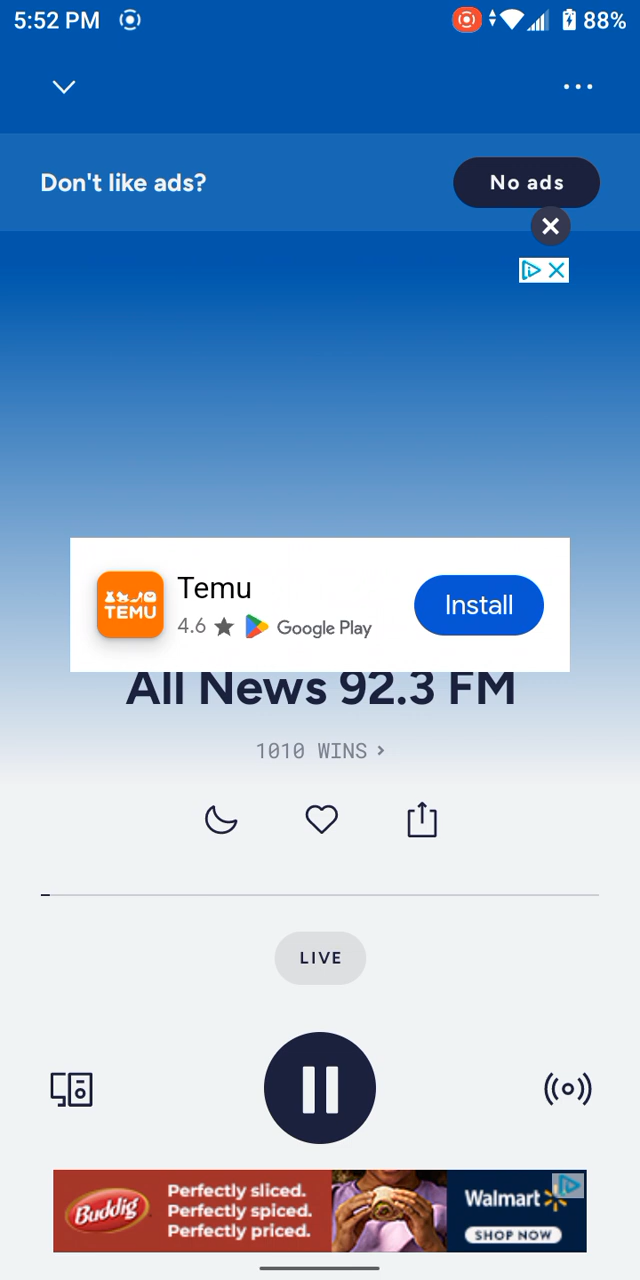 5:52 PM
88%
Don't like ads?
No ads
TEMU
Temu
4.6
Google Play
Install
All News 92.3 FM
1010 WINS
LIVE
Buddig
Perfectly sliced.
Perfectly spiced.
Perfectly priced.
Walmart
SHOP NOW